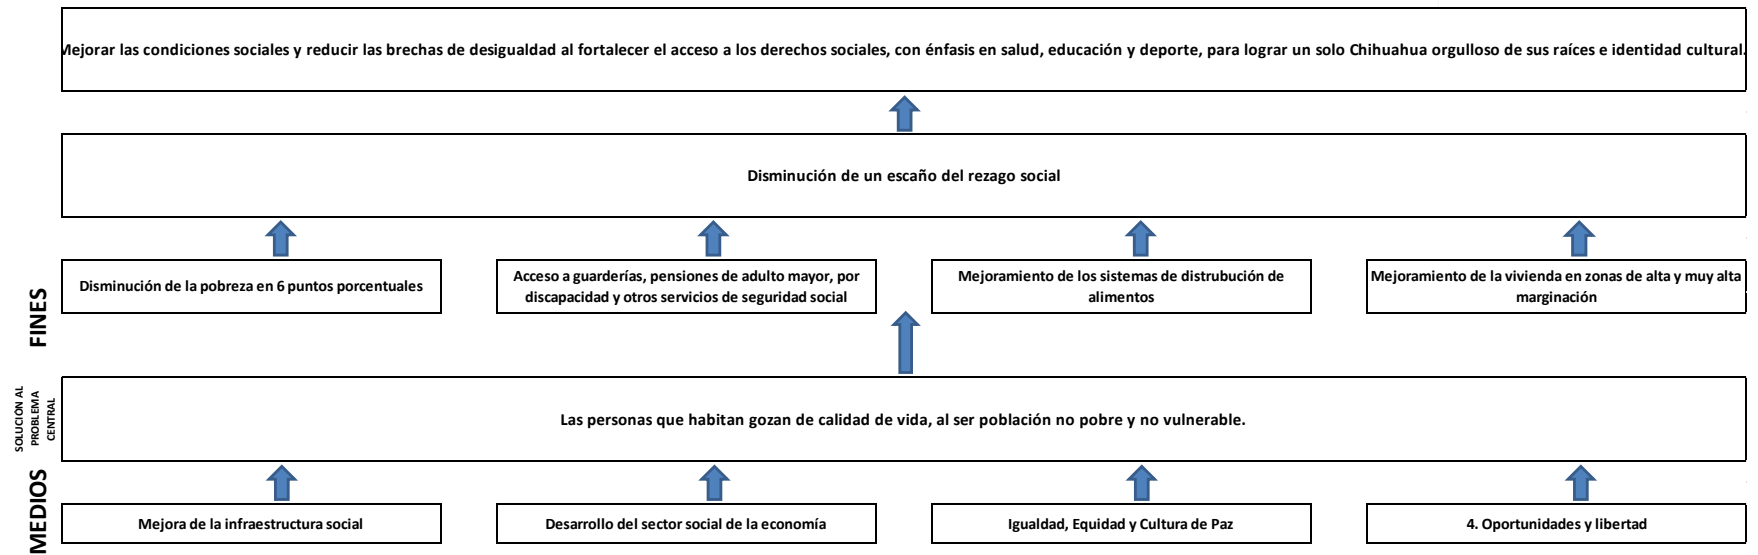 Mejorar las condiciones sociales y reducir las brechas de desigualdad al fortalecer el acceso a los derechos sociales, con énfasis en salud, educación y deporte, para lograr un solo Chihuahua orgulloso de sus raíces e identidad cultural.
Disminución de un escaño del rezago social
FINES
Disminución de la pobreza en 6 puntos porcentuales
Acceso a guarderías, pensiones de adulto mayor, por
discapacidad y otros servicios de seguridad social
Mejoramiento de los sistemas de distrubución de
alimentos
Mejoramiento de la vivienda en zonas de alta y muy alta
marginación
SOLUCIÓN AL
PROBLEMA
CENTRAL
Las personas que habitan gozan de calidad de vida, al ser población no pobre y no vulnerable.
MEDIOS
Mejora de la infraestructura social
Desarrollo del sector social de la economía
Igualdad, Equidad y Cultura de Paz
4. Oportunidades y libertad